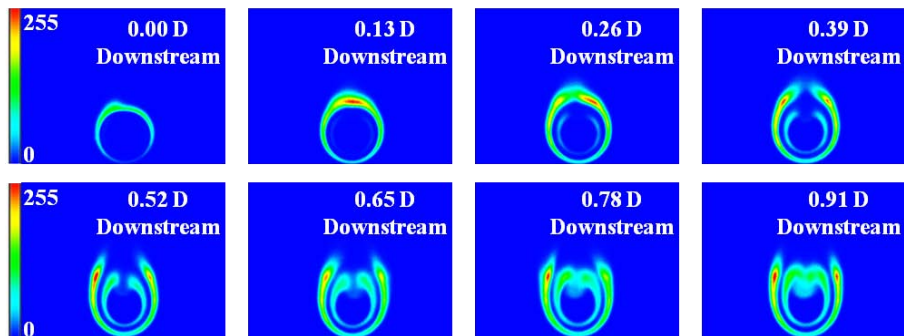 255
0.00 D
Downstream
0
0.13 D
Downstream
0.26 D
Downstream
0.39 D
Downstream
255
0.52 D
Downstream
0
0.65 D
Downstream
0.78 D
Downstream
0.91 D
Downstream